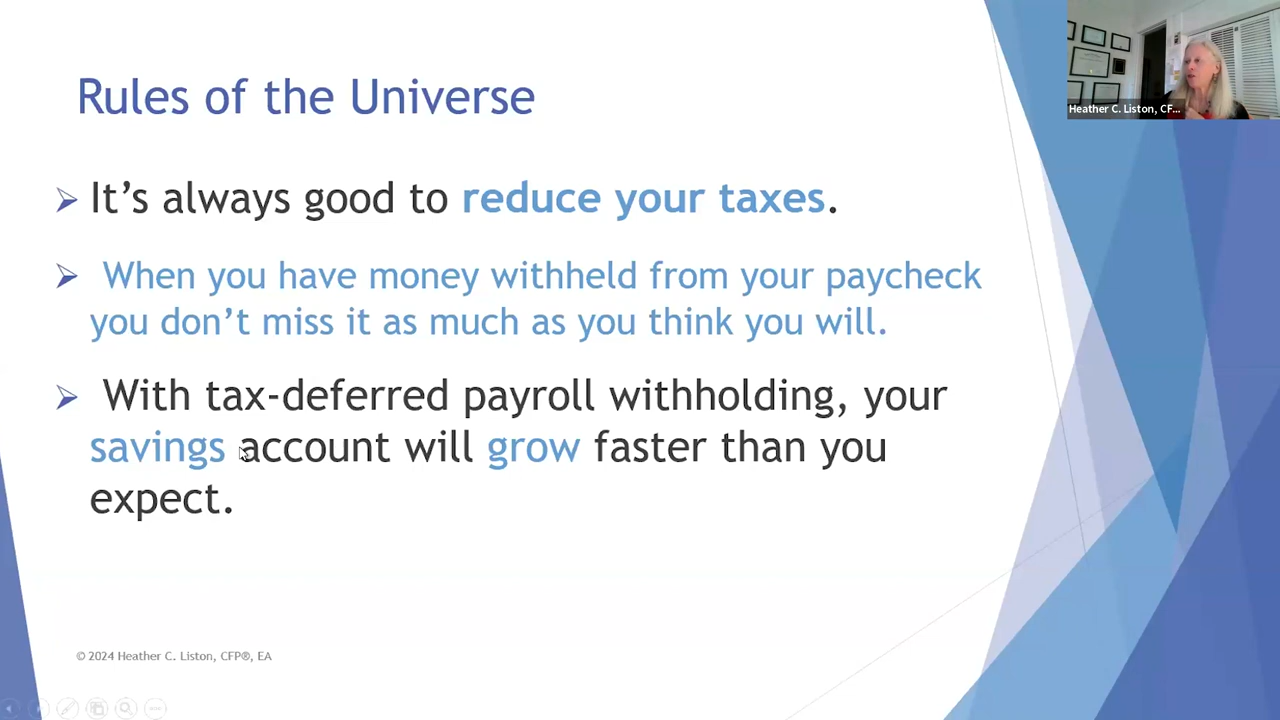 Rules of the Universe
Heather C. Liston, CF...
It’s always good to reduce your taxes.
When you have money withheld from your paycheck
you don’t miss it as much as you think you will.
With tax-deferred payroll withholding, your
savings account will grow faster than you
expect.
© 2024 Heather C. Liston, CFP®, EA